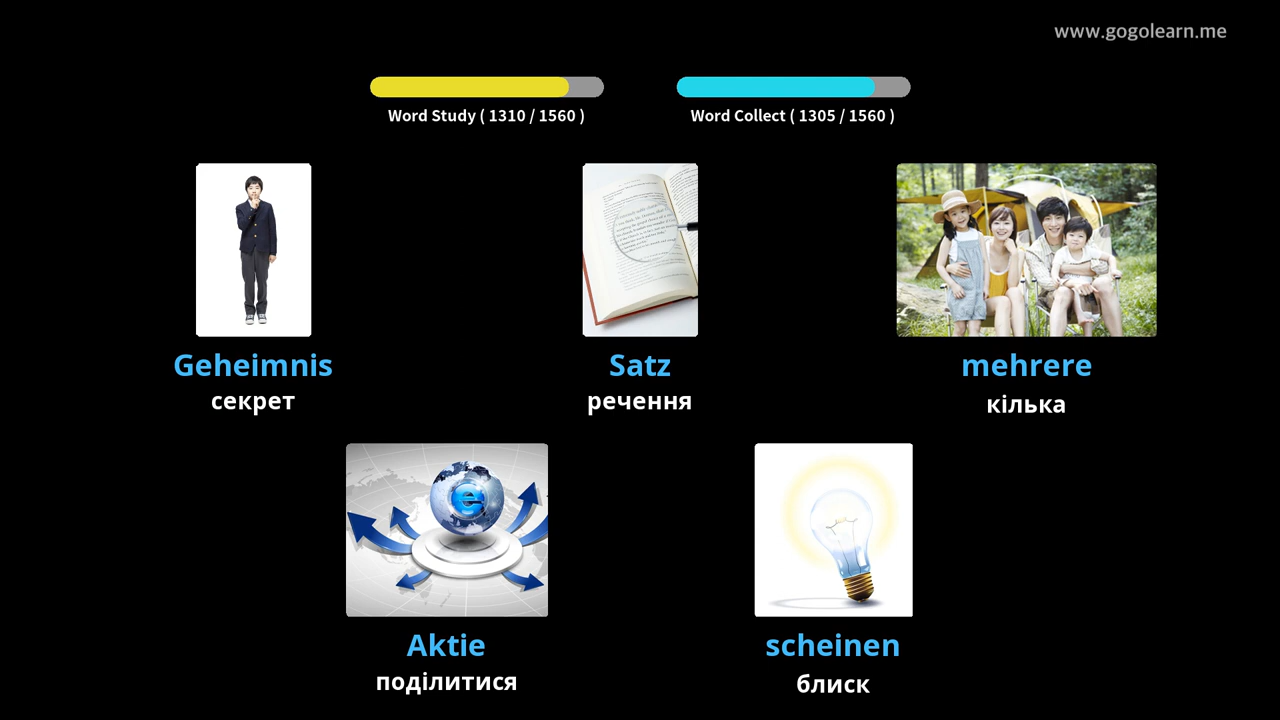 www.gogolearn.me
Word Study ( 1310 / 1560 )
Word Collect ( 1305 / 1560 )
Geheimnis
секрет
Satz
речення
mehrere
кілька
Aktie
поділитися
scheinen
блиск
e